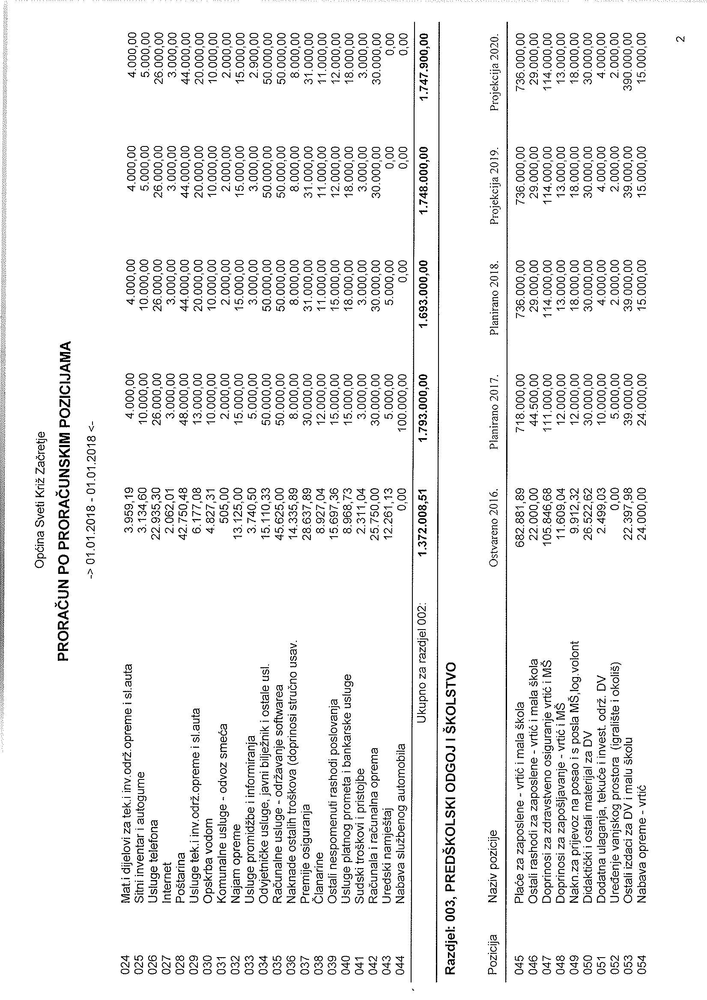 Općina Sveti Križ Začretje
PRORAČUN PO PRORAČUNSKIM POZICIJAMA
-> 01.01.2018 - 01.01.2018 <-
024 Mat.i dijelovi za tek.i inv.održ.opreme i sl.auta 3.959,19 4.000,00 4.000,00 4.000,00 4.000,00
025 Sitni inventar i autogume 3.134,60 10.000,00 10.000,00 5.000,00 5.000,00
026 Usluge telefona 22.935,30 26.000,00 26.000,00 26.000,00 26.000,00
027 Internet 2.062,01 3.000,00 3.000,00 3.000,00 3.000,00
028 Poštarina 42.750,48 48.000,00 44.000,00 44.000,00 44.000,00
029 Usluge tek.i inv.održ.opreme i sl.auta 6.177,08 13.000,00 20.000,00 20.000,00 20.000,00
030 Opskrba vodom 4.827,31 10.000,00 10.000,00 10.000,00 10.000,00
031 Komunalne usluge - odvoz smeća 505,00 2.000,00 2.000,00 2.000,00 2.000,00
032 Najam opreme 13.125,00 15.000,00 15.000,00 15.000,00 15.000,00
033 Usluge promidžbe i informiranja 3.740,50 5.000,00 3.000,00 3.000,00 2.900,00
034 Odvjetničke usluge, javni bilježnik i ostale usl. 15.110,33 50.000,00 50.000,00 50.000,00 50.000,00
035 Računalne usluge - održavanje softwarea 45.625,00 50.000,00 50.000,00 50.000,00 50.000,00
036 Naknade ostalih troškova (doprinosi stručno usav. 14.335,89 8.000,00 8.000,00 8.000,00 8.000,00
037 Premije osiguranja 28.637,89 30.000,00 31.000,00 31.000,00 31.000,00
038 Članarine 8.927,04 12.000,00 11.000,00 11.000,00 11.000,00
039 Ostali nespomenuti rashodi poslovanja 15.697,36 15.000,00 15.000,00 12.000,00 12.000,00
040 Usluge platnog prometa i bankarske usluge 8.968,73 15.000,00 18.000,00 18.000,00 18.000,00
041 Sudski troškovi i pristojbe 2.311,04 3.000,00 3.000,00 3.000,00 3.000,00
042 Računala i računalna oprema 25.750,00 30.000,00 30.000,00 30.000,00 30.000,00
043 Uredski namještaj 12.261,13 5.000,00 5.000,00 0,00 0,00
044 Nabava službenog automobila 0,00 100.000,00 0,00 0,00 0,00
Ukupno za razdjel 002: 1.372.008,51 1.793.000,00 1.693.000,00 1.748.000,00 1.747.900,00
Razdjel: 003, PREDŠKOLSKI ODGOJ I ŠKOLSTVO
Pozicija Naziv pozicije Ostvareno 2016. Planirano 2017. Planirano 2018. Projekcija 2019. Projekcija 2020.
045 Plaće za zaposlene - vrtić i mala škola 682.881,89 718.000,00 736.000,00 736.000,00 736.000,00
046 Ostali rashodi za zaposlene - vrtić i mala škola 22.000,00 44.500,00 29.000,00 29.000,00 29.000,00
047 Doprinosi za zdravstveno osiguranje vrtić i MŠ 105.846,68 111.000,00 114.000,00 114.000,00 114.000,00
048 Doprinosi za zapošljavanje - vrtić i MŠ 11.609,04 12.000,00 13.000,00 13.000,00 13.000,00
049 Nakn.za prijevoz na posao i s posla MŠ,log.volont 9.912,32 12.000,00 18.000,00 18.000,00 18.000,00
050 Didaktički i ostali materijal za DV 26.522,62 30.000,00 30.000,00 30.000,00 30.000,00
051 Dodatna ulaganja, tekuće i invest. održ. DV 2.499,03 10.000,00 4.000,00 4.000,00 4.000,00
052 Uređenje vanjskog prostora (igralište i okoliš) 0,00 5.000,00 2.000,00 2.000,00 2.000,00
053 Ostali izdaci za DV i malu školu 22.397,98 39.000,00 39.000,00 39.000,00 390.000,00
054 Nabava opreme - vrtić 24.000,00 24.000,00 15.000,00 15.000,00 15.000,00
2